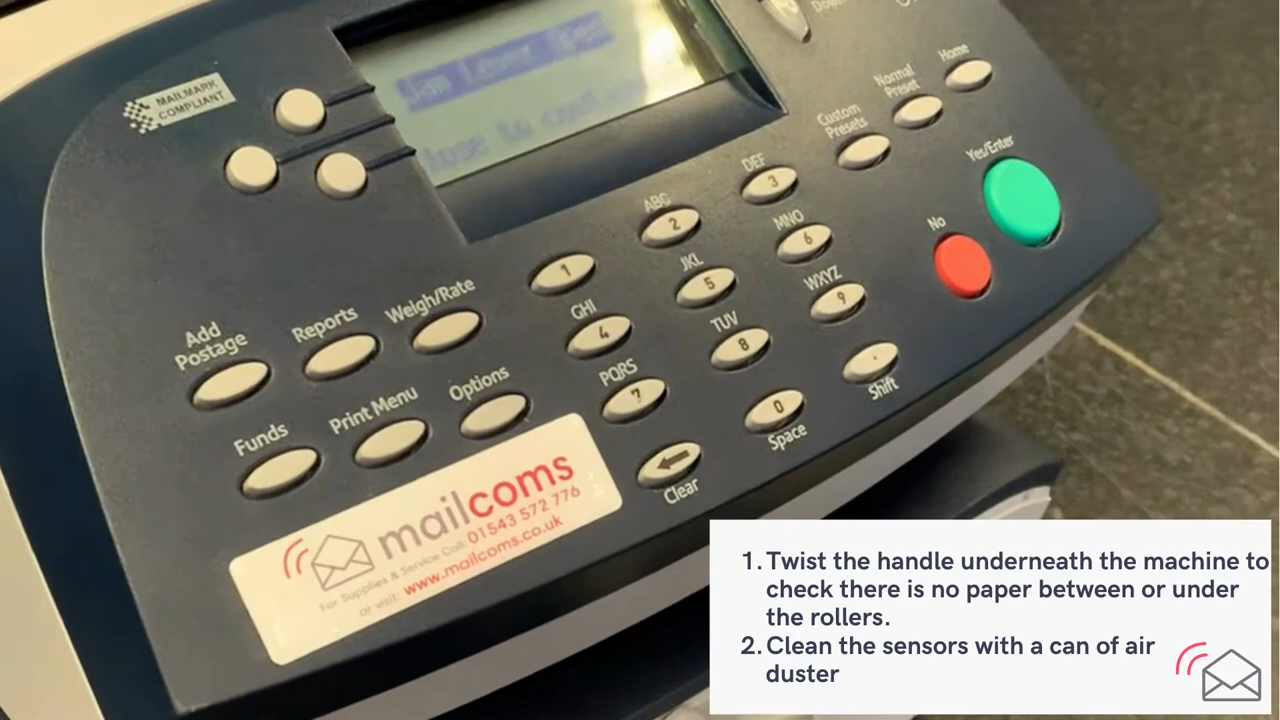 MAILMARK
COMPLIANT
Jam Lever Open
Down
Home
Normal
Preset
Custom
Presets
Yes/Enter
No
ABC
DEF
1
2
3
GHI
JKL
MNO
4
5
6
PQRS
TUV
WXYZ
7
8
9
Clear
0
Space
.
Shift
Add
Postage
Reports
Weigh/Rate
Funds
Print Menu
Options
mailcoms
For Supplies & Service Call: 01543 572 776
or visit: www.mailcoms.co.uk
1. Twist the handle underneath the machine to
check there is no paper between or under
the rollers.
2. Clean the sensors with a can of air
duster